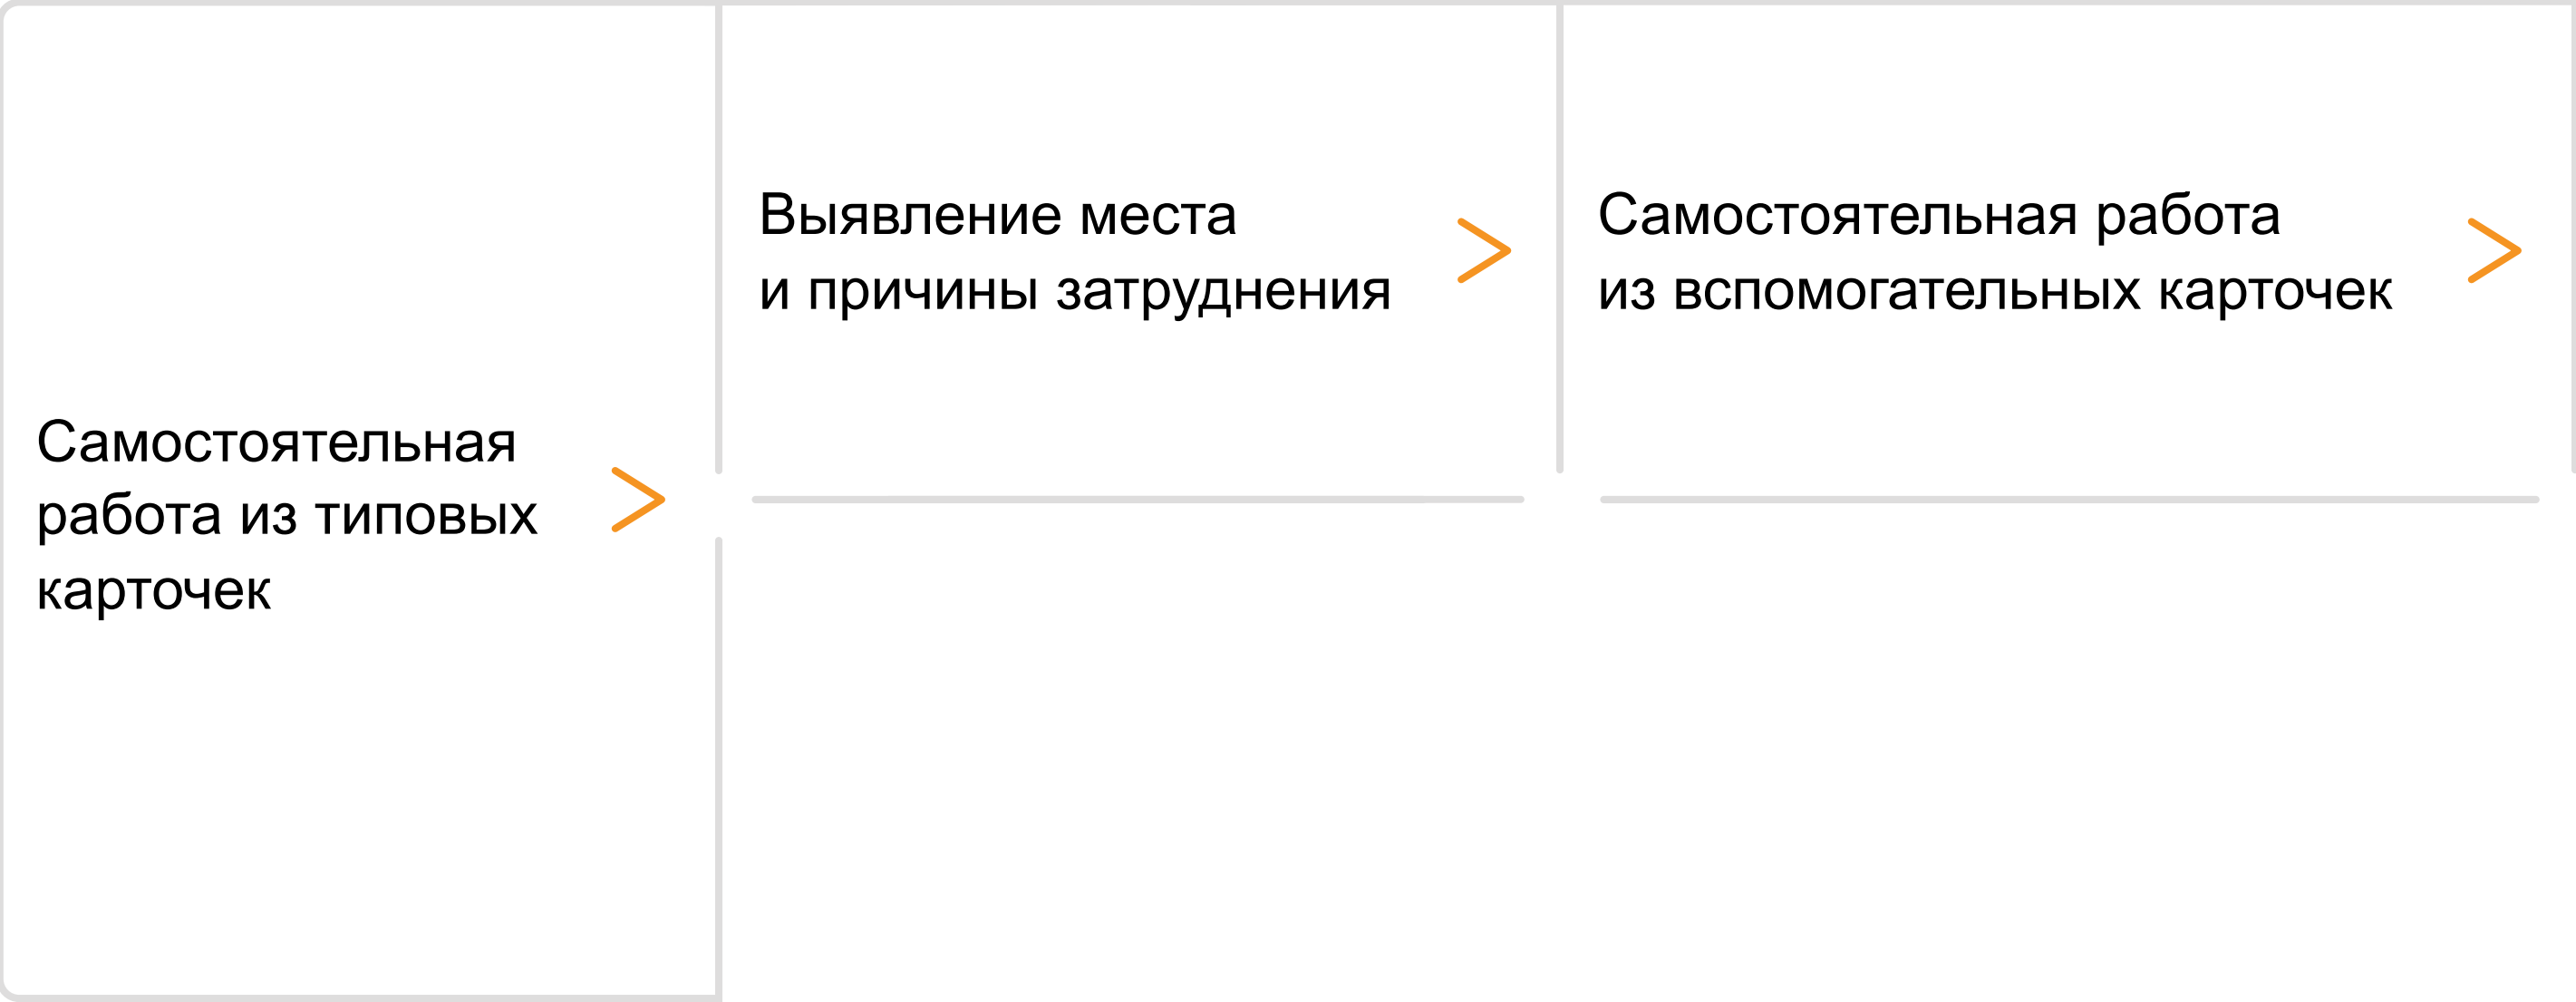 Самостоятельная
работа из типовых
карточек
Выявление места
и причины затруднения
Самостоятельная работа
из вспомогательных карточек